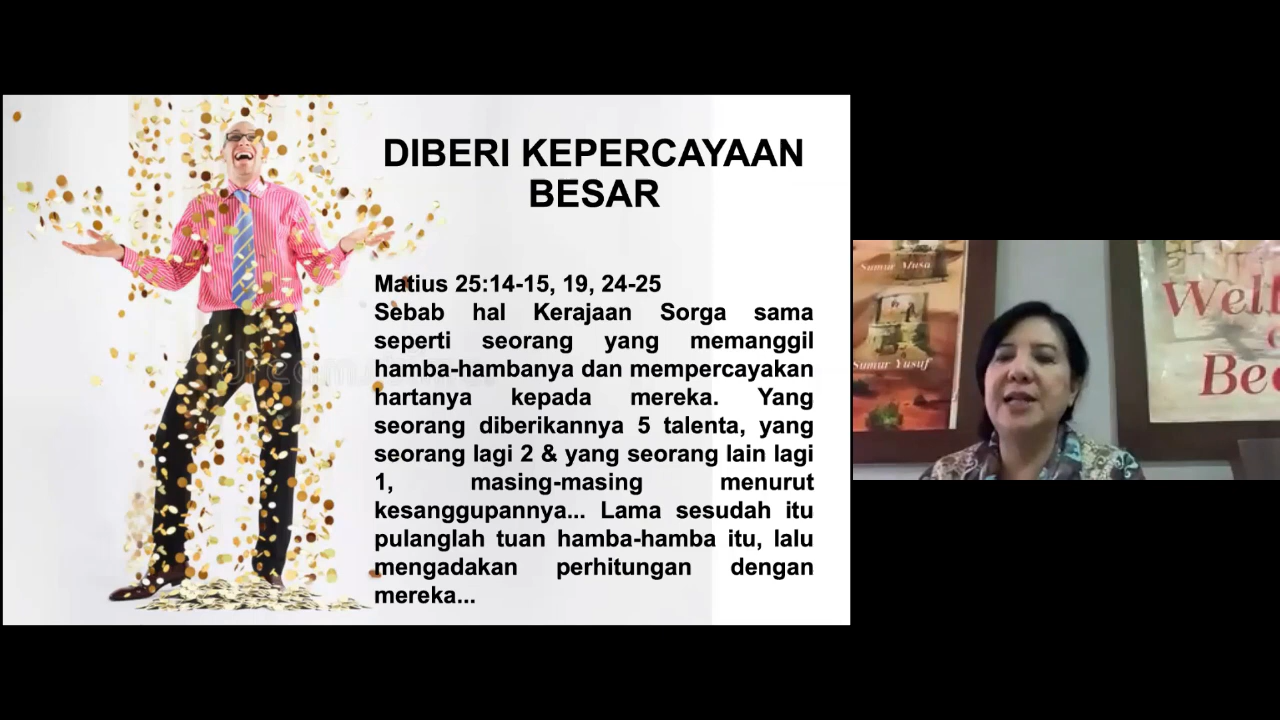 DIBERI KEPERCAYAAN
BESAR
Matius 25:14-15, 19, 24-25
Sebab hal Kerajaan Sorga sama
seperti seorang yang memanggil
hamba-hambanya dan mempercayakan
hartanya kepada mereka. Yang
seorang diberikannya 5 talenta, yang
seorang lagi 2 & yang seorang lain lagi
1, masing-masing menurut
kesanggupannya... Lama sesudah itu
pulanglah tuan hamba-hamba itu, lalu
mengadakan perhitungan dengan
mereka...
Sumur Musa
Sumur Yusuf